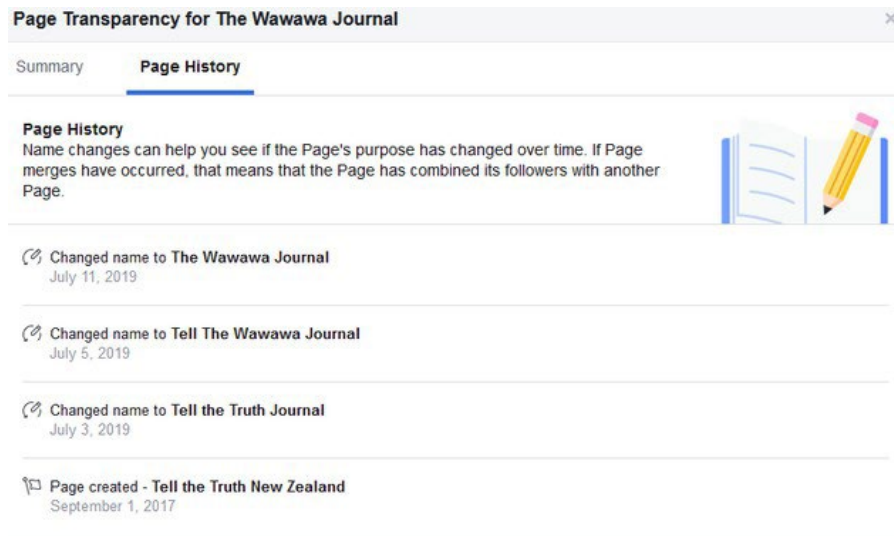 Page Transparency for The Wawawa Journal
Summary
Page History
Page History
Name changes can help you see if the Page's purpose has changed over time. If Page
merges have occurred, that means that the Page has combined its followers with another
Page.
Changed name to The Wawawa Journal
July 11, 2019
Changed name to Tell The Wawawa Journal
July 5, 2019
Changed name to Tell the Truth Journal
July 3, 2019
Page created - Tell the Truth New Zealand
September 1, 2017